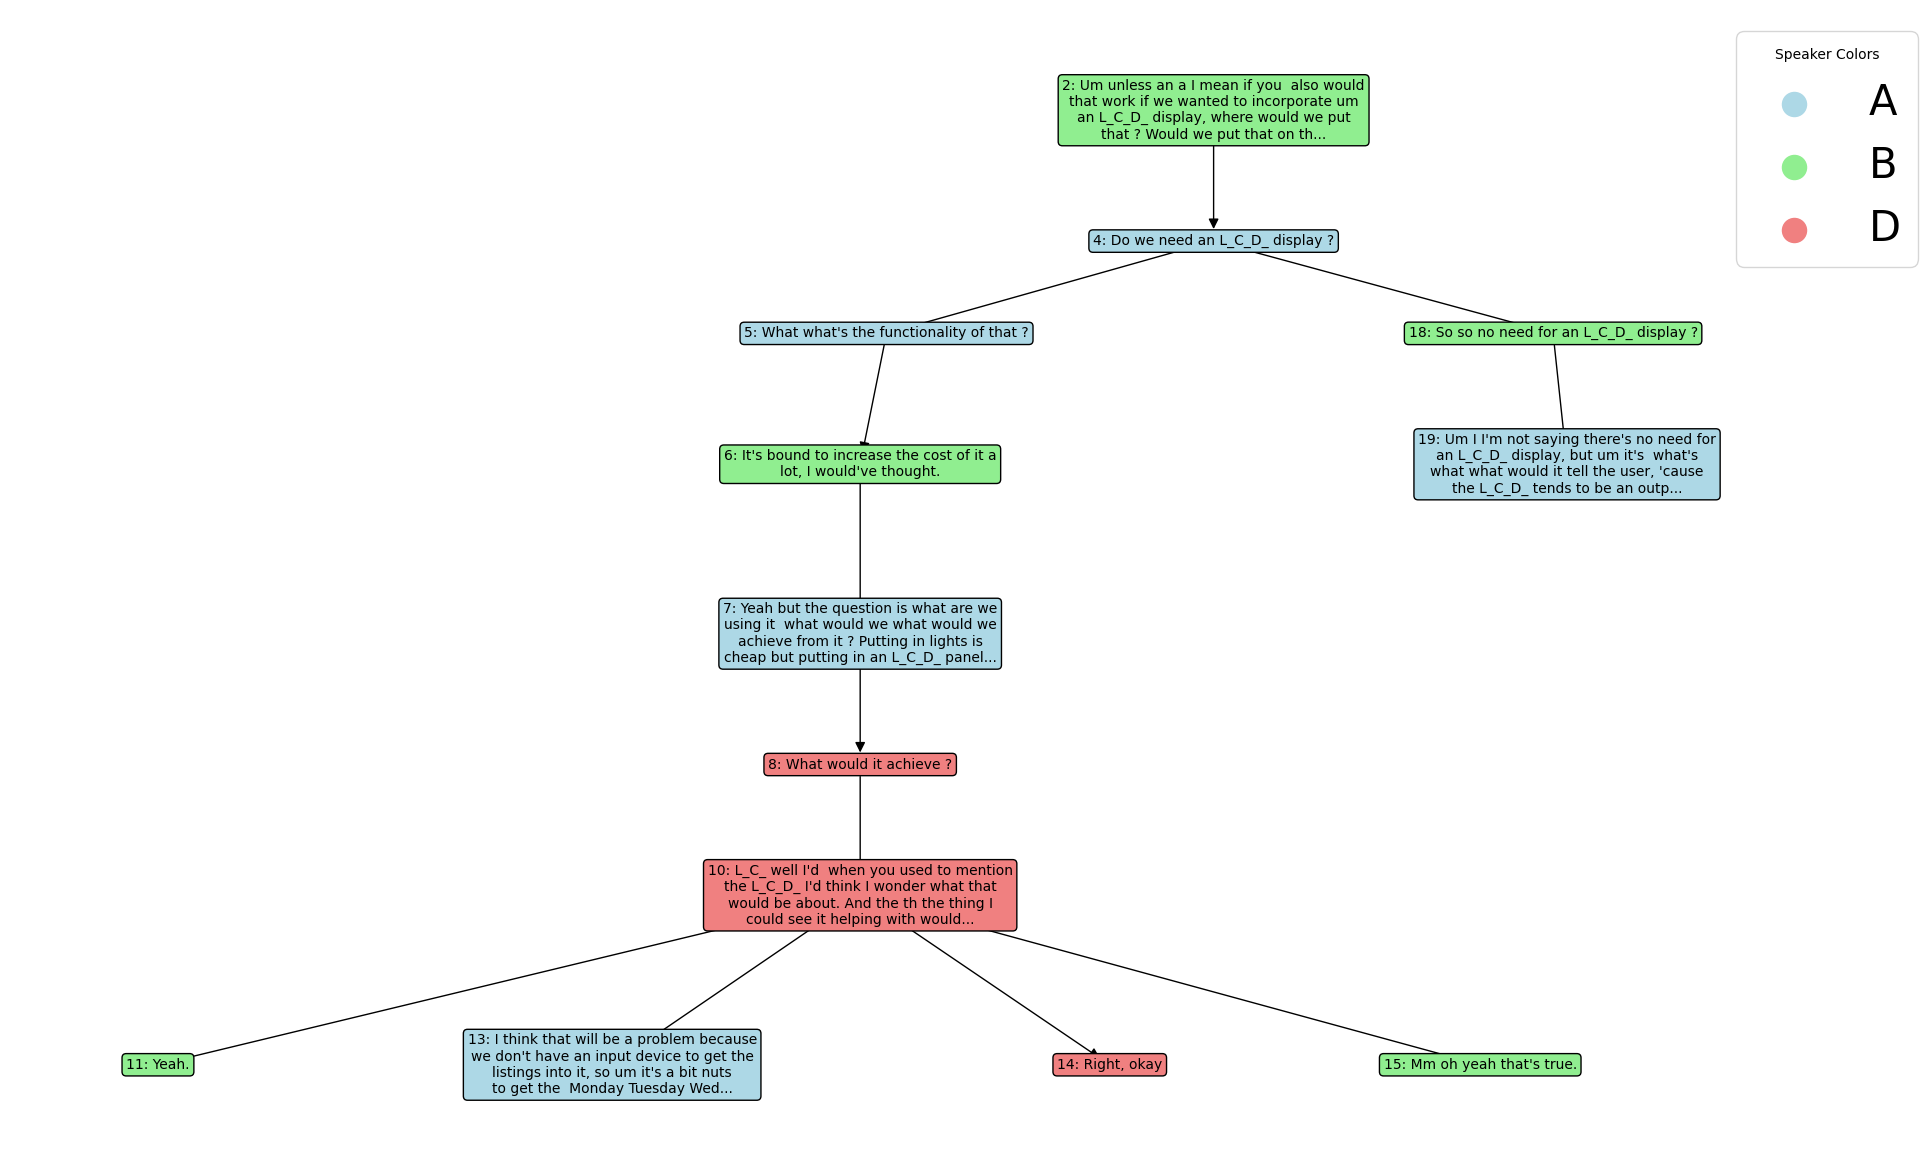 Speaker Colors
A
B
D
2: Um unless an a I mean if you  also would
that work if we wanted to incorporate um
an L_C_D_ display, where would we put
that ? Would we put that on th...
4: Do we need an L_C_D_ display ?
5: What what's the functionality of that ?
18: So so no need for an L_C_D_ display ?
6: It's bound to increase the cost of it a
lot, I would've thought.
19: Um I I'm not saying there's no need for
an L_C_D_ display, but um it's  what's
what what would it tell the user, 'cause
the L_C_D_ tends to be an outp...
7: Yeah but the question is what are we
using it  what would we what would we
achieve from it ? Putting in lights is
cheap but putting in an L_C_D_ panel...
8: What would it achieve ?
10: L_C_ well I'd  when you used to mention
the L_C_D_ I'd think I wonder what that
would be about. And the th the thing I
could see it helping with would...
11: Yeah.
13: I think that will be a problem because
we don't have an input device to get the
listings into it, so um it's a bit nuts
to get the  Monday Tuesday Wed...
14: Right, okay
15: Mm oh yeah that's true.